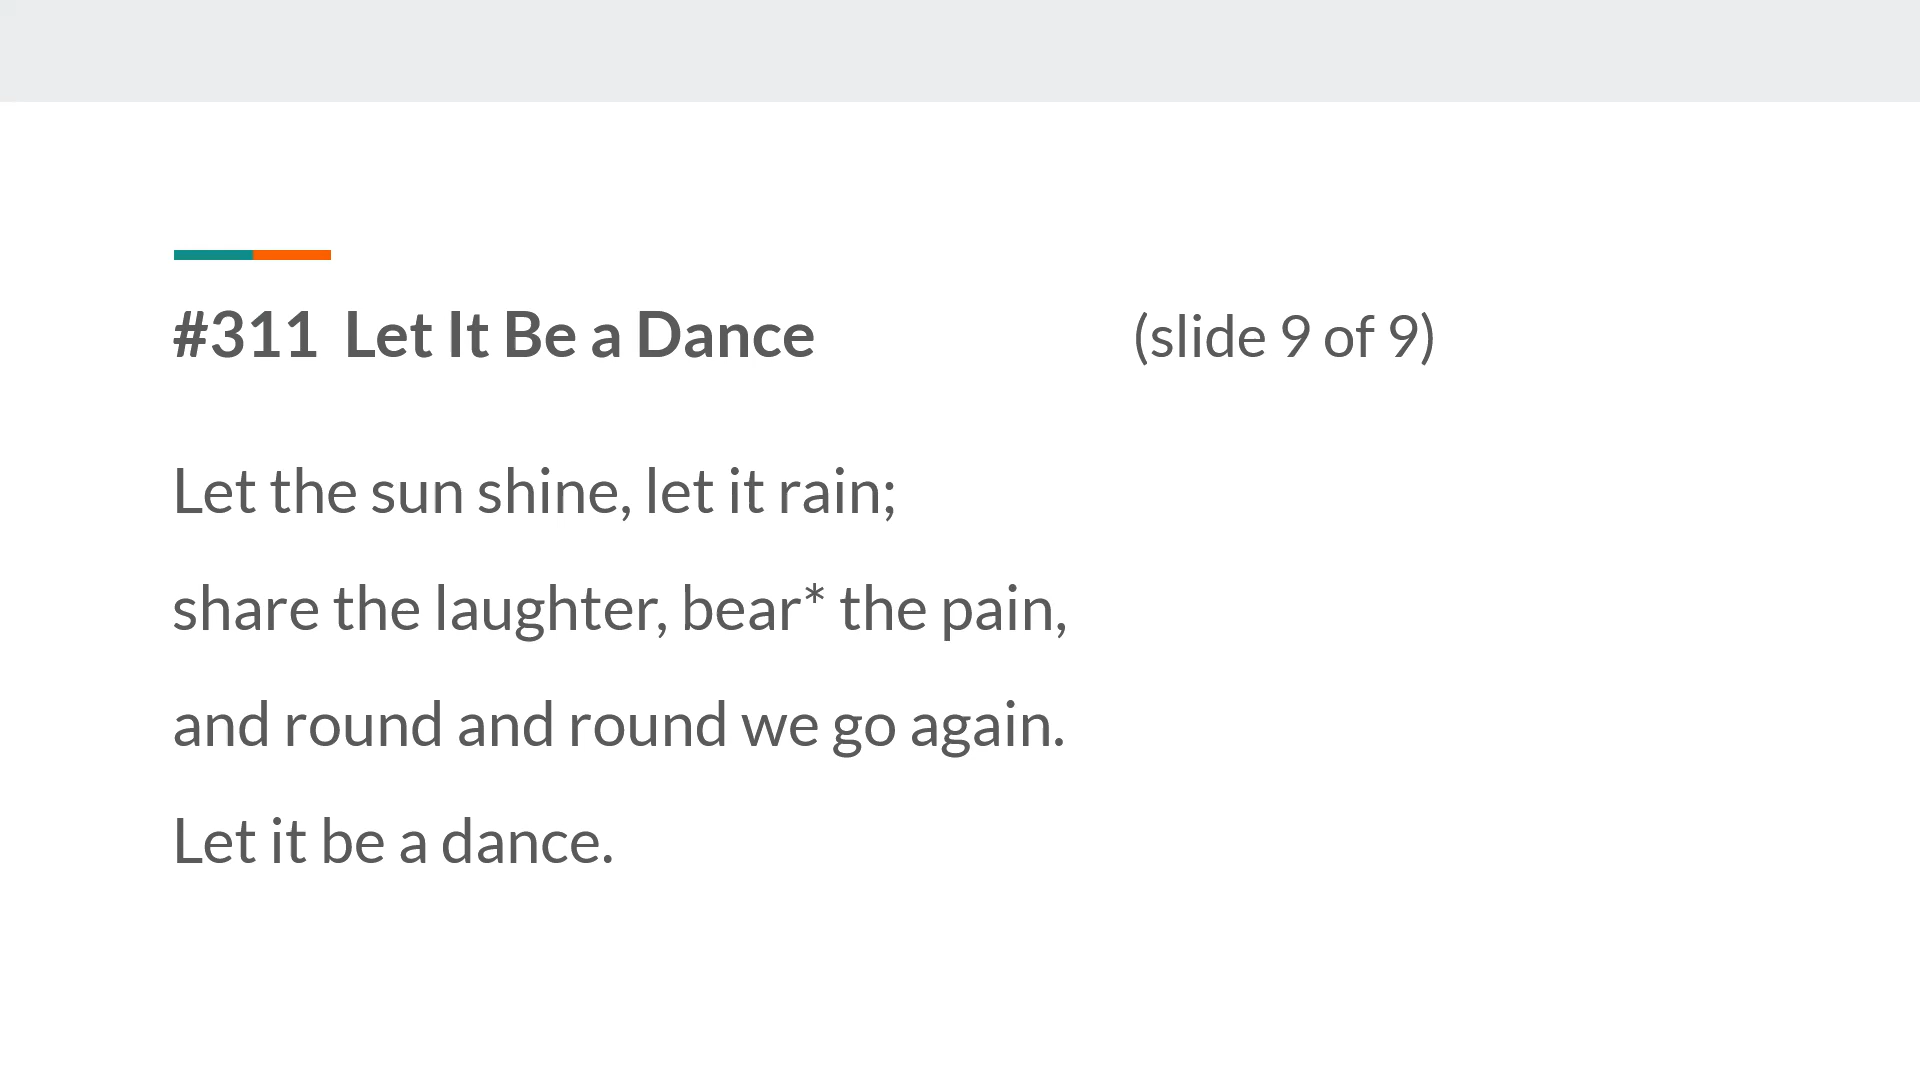 #311  Let It Be a Dance (slide 9 of 9)
Let the sun shine, let it rain;
share the laughter, bear* the pain,
and round and round we go again.
Let it be a dance.